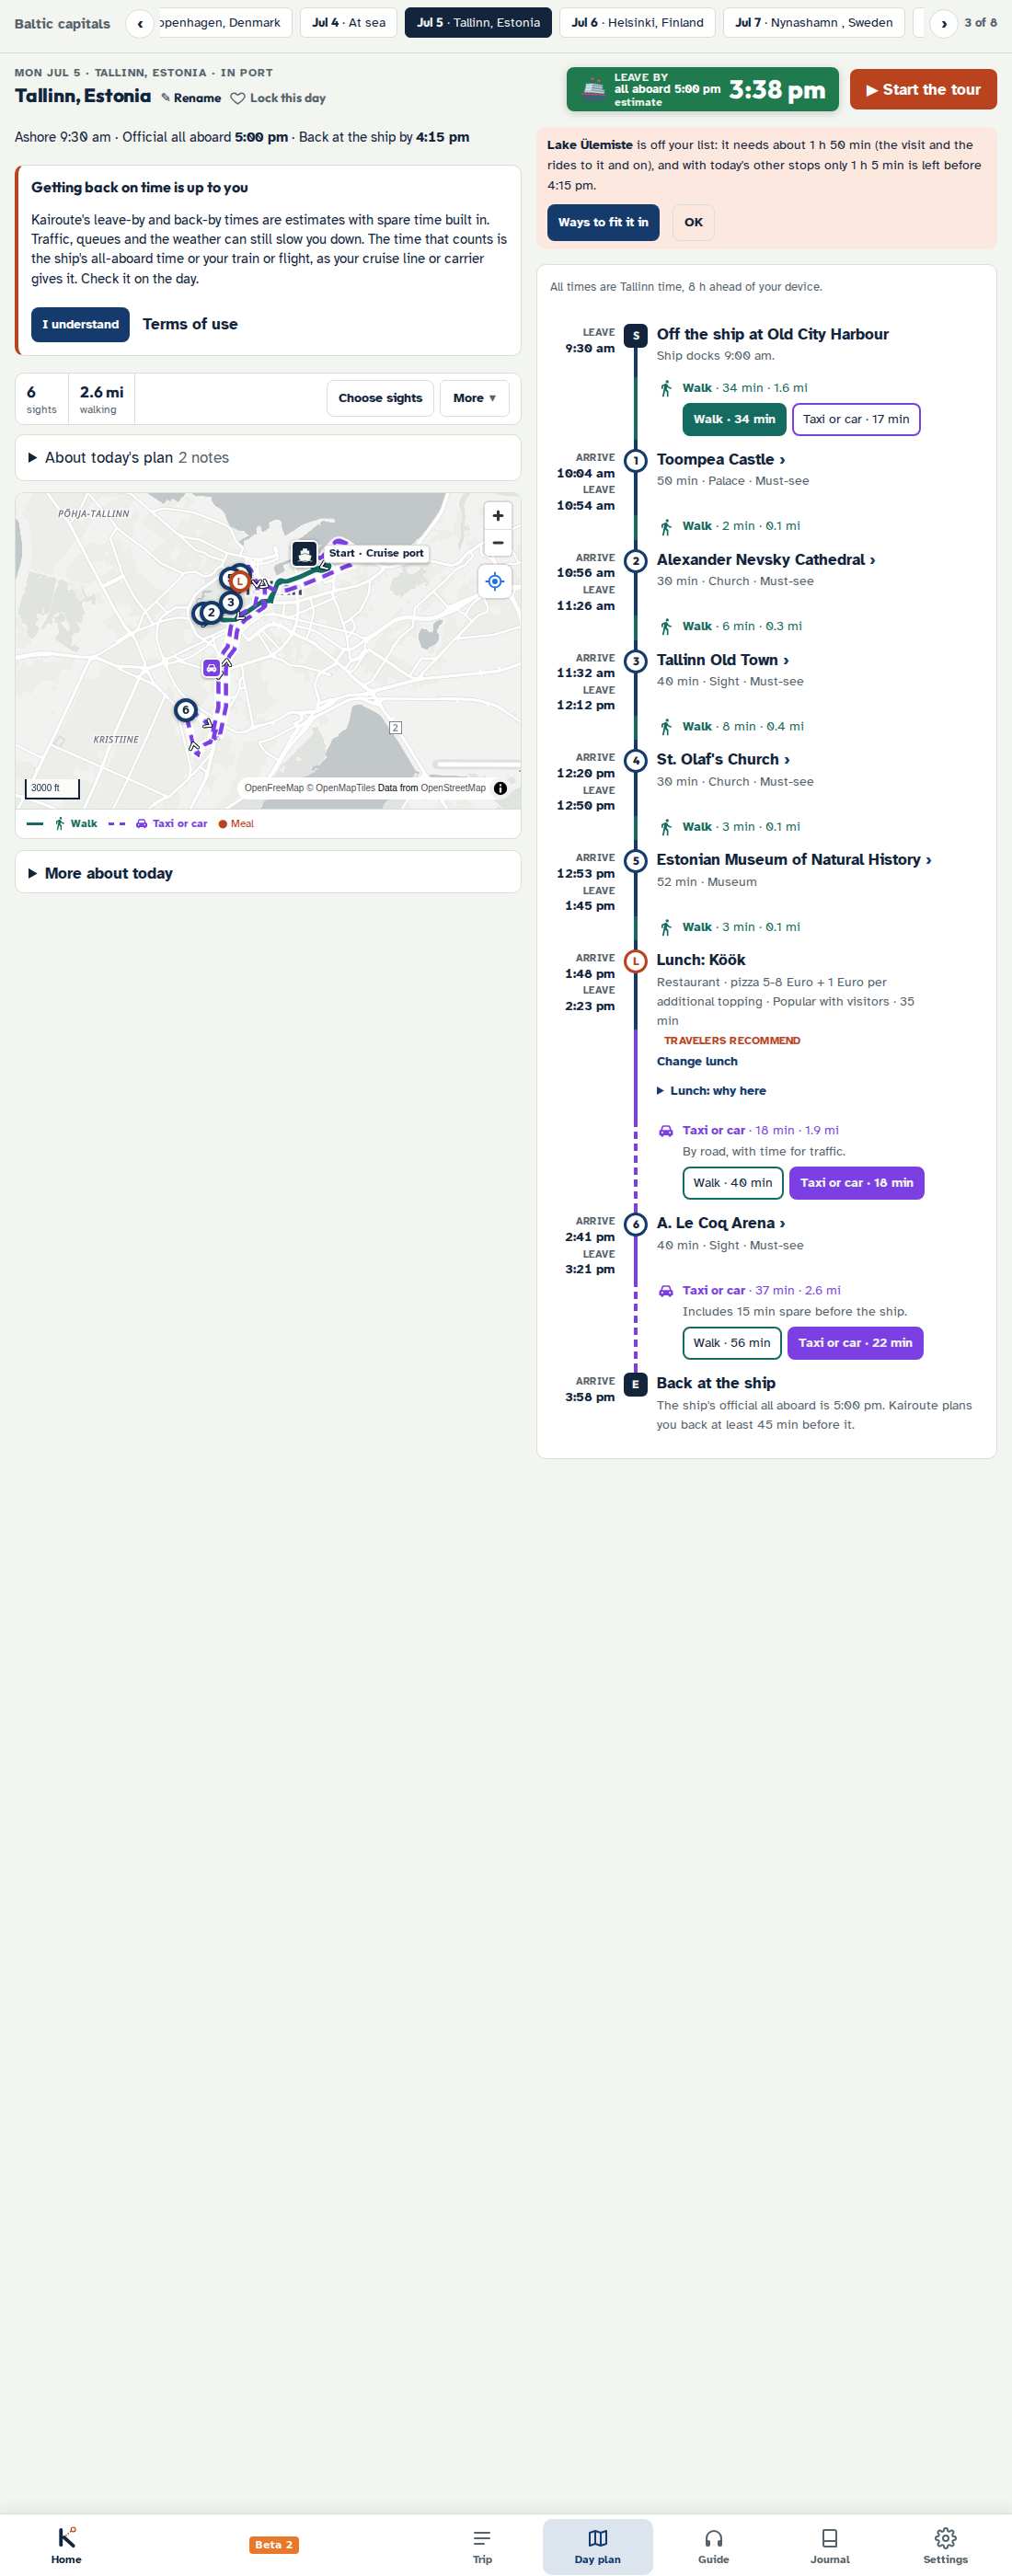 Baltic capitals
‹
openhagen, Denmark
Jul 4 · At sea
Jul 5 · Tallinn, Estonia
Jul 6 · Helsinki, Finland
Jul 7 · Nynashamn , Sweden
›
3 of 8
MON JUL 5 · TALLINN, ESTONIA · IN PORT
Tallinn, Estonia
✎ Rename
Lock this day
LEAVE BY
all aboard 5:00 pm
estimate
3:38 pm
▶ Start the tour
Ashore 9:30 am · Official all aboard 5:00 pm · Back at the ship by 4:15 pm
Getting back on time is up to you
Kairoute's leave-by and back-by times are estimates with spare time built in.
Traffic, queues and the weather can still slow you down. The time that counts is
the ship's all-aboard time or your train or flight, as your cruise line or carrier
gives it. Check it on the day.
I understand
Terms of use
6
sights
2.6 mi
walking
Choose sights
More ▼
▶ About today's plan 2 notes
PÕHJA-TALLINN
Start · Cruise port
+
−
L
3
2
6
KRISTIINE
2
3000 ft
OpenFreeMap © OpenMapTiles Data from OpenStreetMap
Walk
Taxi or car
Meal
▶ More about today
Lake Ülemiste is off your list: it needs about 1 h 50 min (the visit and the
rides to it and on), and with today's other stops only 1 h 5 min is left before
4:15 pm.
Ways to fit it in
OK
All times are Tallinn time, 8 h ahead of your device.
LEAVE
9:30 am
S
Off the ship at Old City Harbour
Ship docks 9:00 am.
Walk · 34 min · 1.6 mi
Walk · 34 min
Taxi or car · 17 min
ARRIVE
10:04 am
LEAVE
10:54 am
1
Toompea Castle ›
50 min · Palace · Must-see
Walk · 2 min · 0.1 mi
ARRIVE
10:56 am
LEAVE
11:26 am
2
Alexander Nevsky Cathedral ›
30 min · Church · Must-see
Walk · 6 min · 0.3 mi
ARRIVE
11:32 am
LEAVE
12:12 pm
3
Tallinn Old Town ›
40 min · Sight · Must-see
Walk · 8 min · 0.4 mi
ARRIVE
12:20 pm
LEAVE
12:50 pm
4
St. Olaf's Church ›
30 min · Church · Must-see
Walk · 3 min · 0.1 mi
ARRIVE
12:53 pm
LEAVE
1:45 pm
5
Estonian Museum of Natural History ›
52 min · Museum
Walk · 3 min · 0.1 mi
ARRIVE
1:48 pm
LEAVE
2:23 pm
L
Lunch: Köök
Restaurant · pizza 5-8 Euro + 1 Euro per
additional topping · Popular with visitors · 35
min
TRAVELERS RECOMMEND
Change lunch
▶ Lunch: why here
Taxi or car · 18 min · 1.9 mi
By road, with time for traffic.
Walk · 40 min
Taxi or car · 18 min
ARRIVE
2:41 pm
LEAVE
3:21 pm
6
A. Le Coq Arena ›
40 min · Sight · Must-see
Taxi or car · 37 min · 2.6 mi
Includes 15 min spare before the ship.
Walk · 56 min
Taxi or car · 22 min
ARRIVE
3:58 pm
E
Back at the ship
The ship's official all aboard is 5:00 pm. Kairoute plans
you back at least 45 min before it.
Home
Beta 2
Trip
Day plan
Guide
Journal
Settings